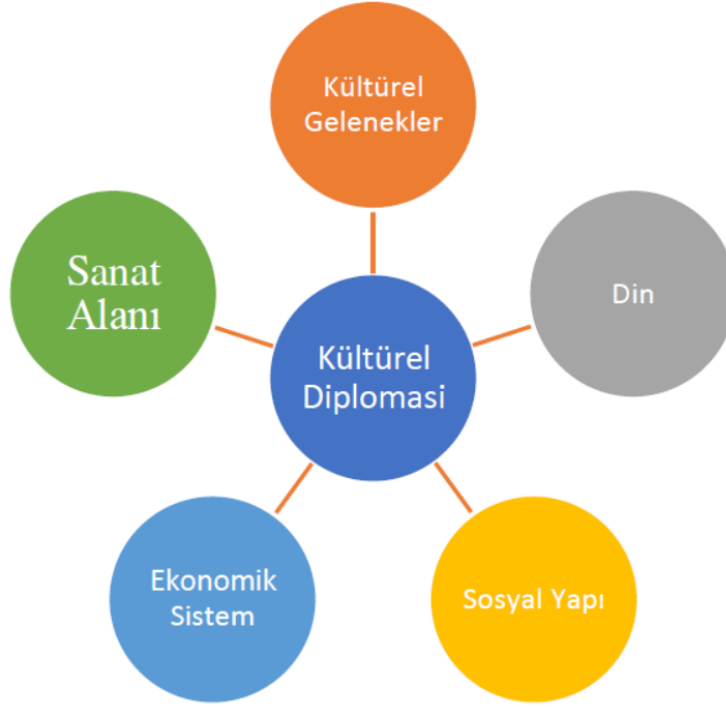 Kültürel
Gelenekler
Sanat
Alanı
Din
Kültürel
Diplomasi
Ekonomik
Sistem
Sosyal Yapı